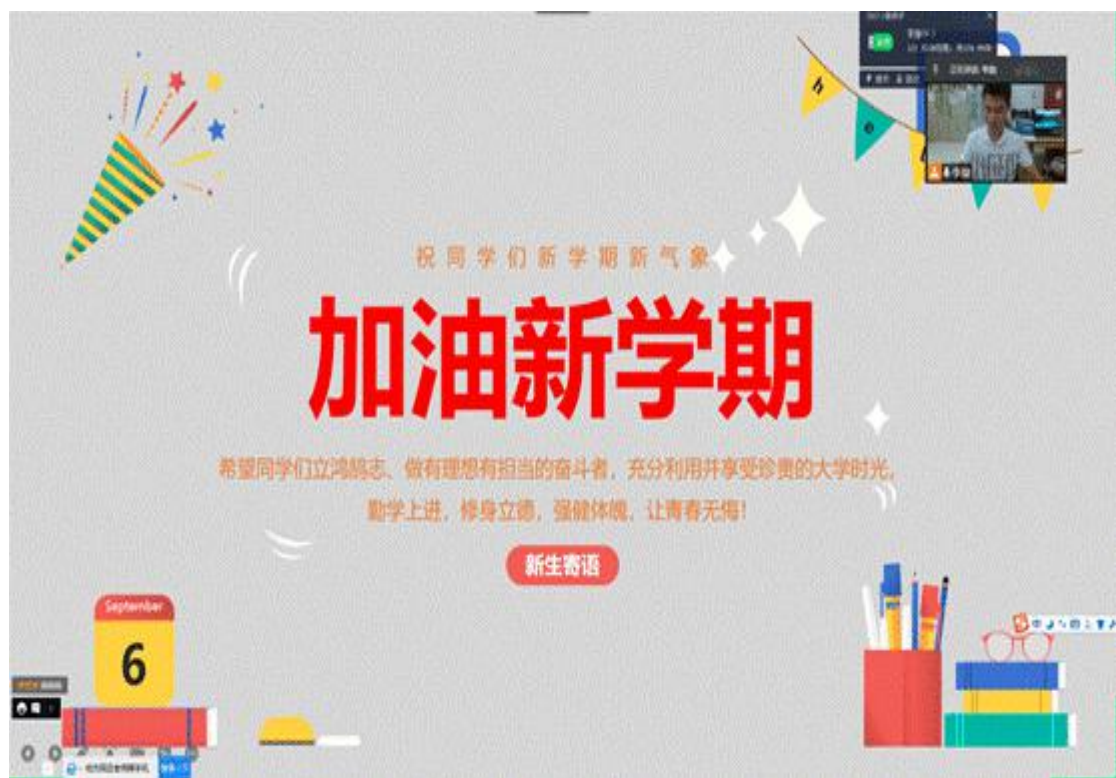 祝同学们新学期新气象
加油新学期
希望同学们立鸿鹄志、做有理想有担当的奋斗者，充分利用并享受珍贵的大学时光，
勤学上进，修身立德，强健体魄，让青春无悔！
新生寄语
September
6
h
e